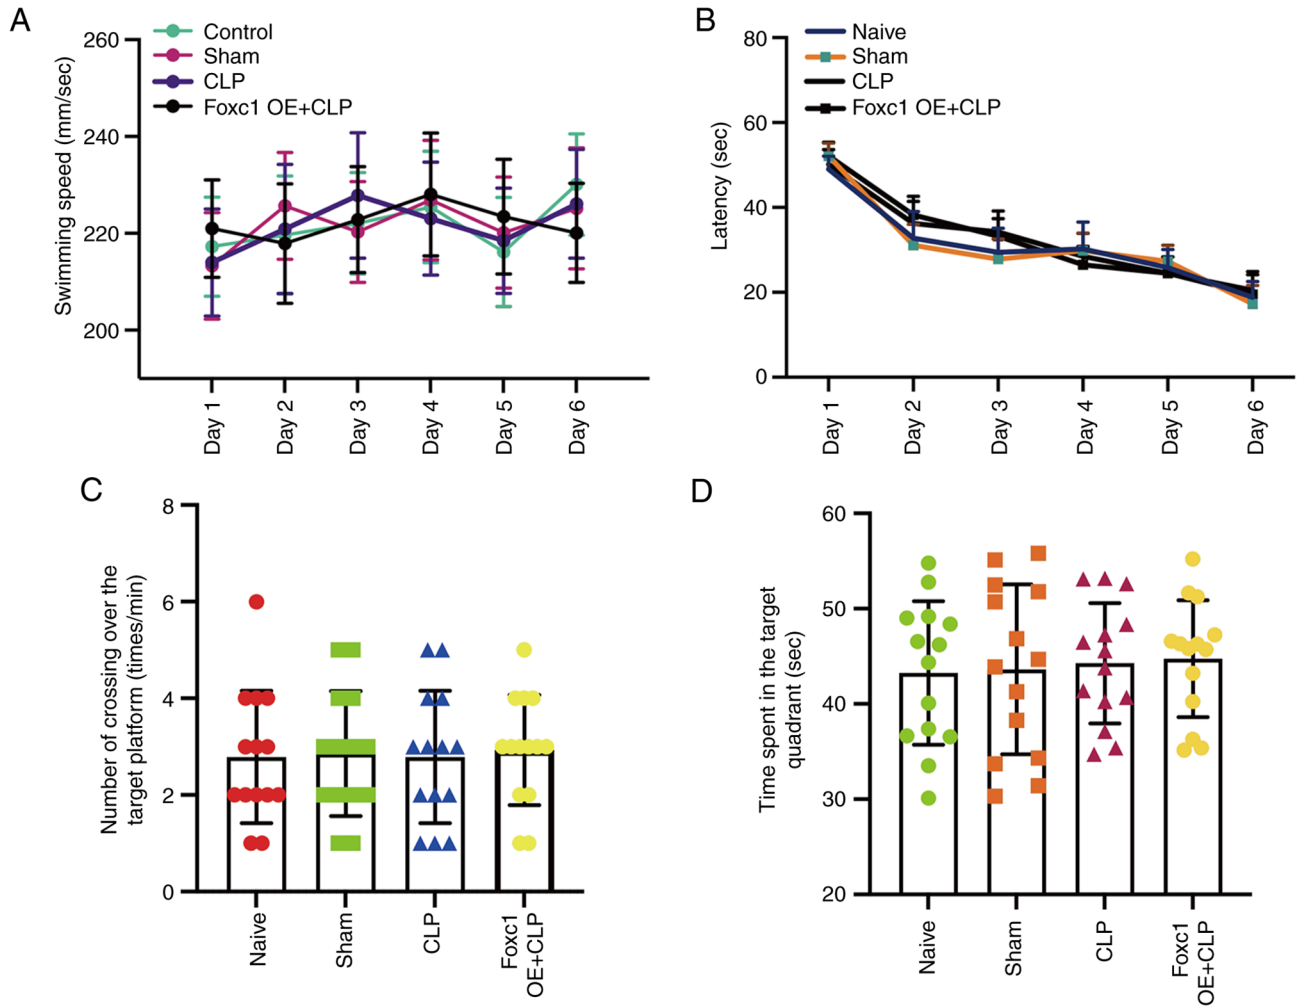 A
Control
Sham
CLP
Foxc1 OE+CLP
Swimming speed (mm/sec)
260
240
220
200
Day 1
Day 2
Day 3
Day 4
Day 5
Day 6
B
Naive
Sham
CLP
Foxc1 OE+CLP
Latency (sec)
80
60
40
20
0
Day 1
Day 2
Day 3
Day 4
Day 5
Day 6
C
Number of crossing over the
target platform (times/min)
8
6
4
2
0
Naive
Sham
CLP
Foxc1
OE+CLP
D
Time spent in the target
quadrant (sec)
60
50
40
30
20
Naive
Sham
CLP
Foxc1
OE+CLP